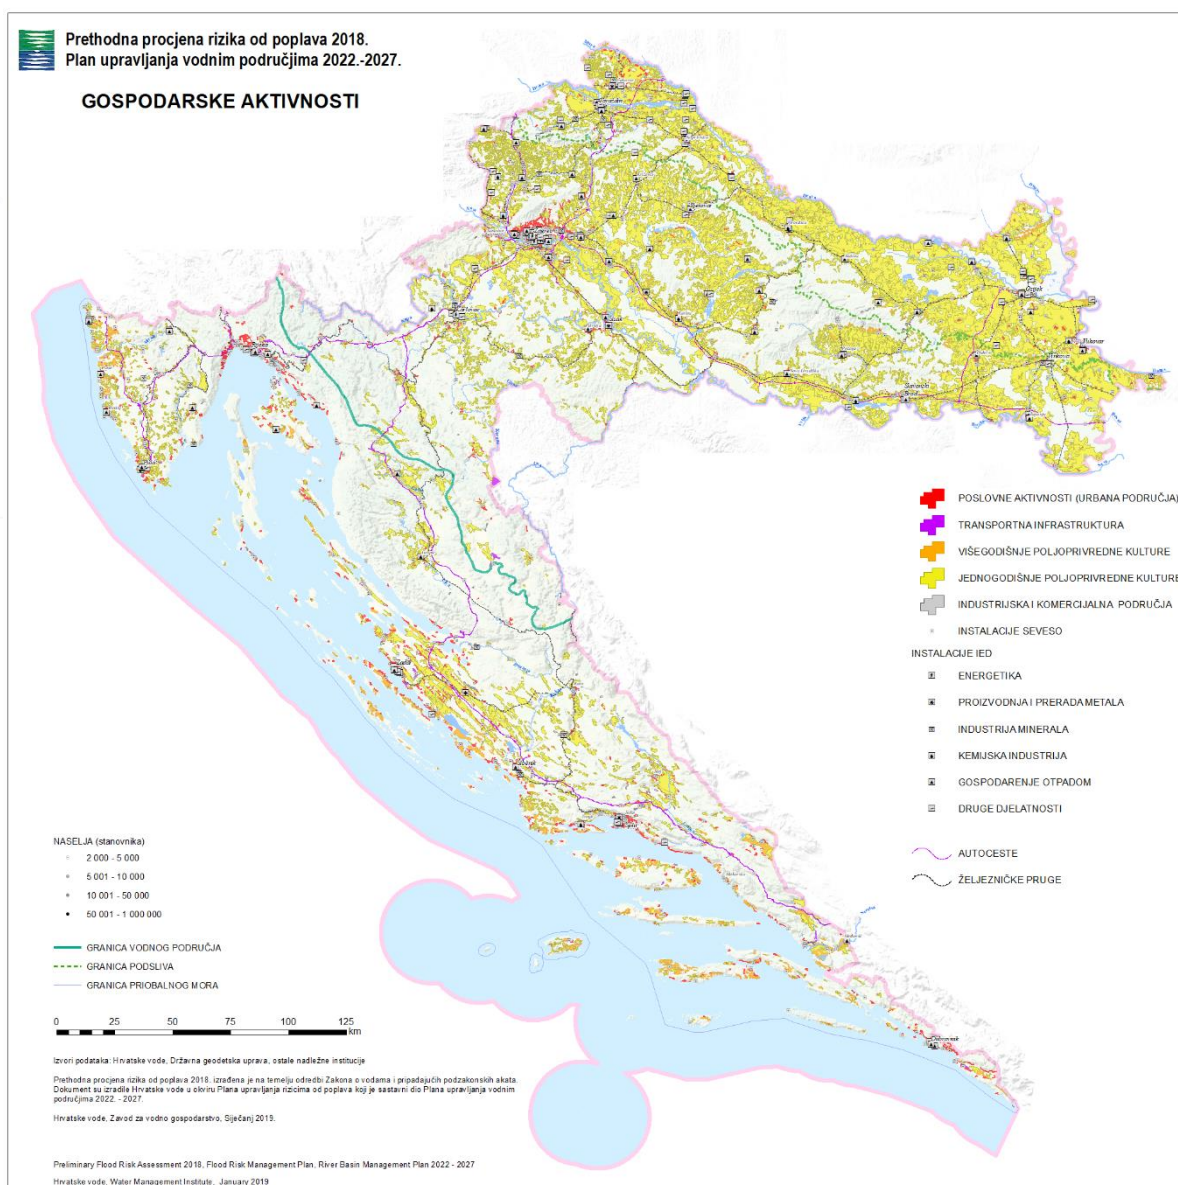 Prethodna procjena rizika od poplava 2018.
Plan upravljanja vodnim područjima 2022.-2027.
GOSPODARSKE AKTIVNOSTI
Osijek
Vukovar
Zadar
Šibenik
Dubrovnik
POSLOVNE AKTIVNOSTI (URBANA PODRUČJA)
TRANSPORTNA INFRASTRUKTURA
VIŠEGODIŠNJE POLJOPRIVREDNE KULTURE
JEDNOGODIŠNJE POLJOPRIVREDNE KULTURE
INDUSTRIJSKA I KOMERCIJALNA PODRUČJA
INSTALACIJE SEVESO
INSTALACIJE IED
ENERGETIKA
PROIZVODNJA I PRERADA METALA
INDUSTRIJA MINERALA
KEMIJSKA INDUSTRIJA
GOSPODARENJE OTPADOM
DRUGE DJELATNOSTI
AUTOCESTE
ŽELJEZNIČKE PRUGE
NASELJA (stanovnika)
2 000 - 5 000
5 001 - 10 000
10 001 - 50 000
50 001 - 1 000 000
GRANICA VODNOG PODRUČJA
GRANICA PODSLIVA
GRANICA PRIOBALNOG MORA
0 25 50 75 100 125
km
Izvori podataka: Hrvatske vode, Državna geodetska uprava, ostale nadležne institucije
Prethodna procjena rizika od poplava 2018. izrađena je na temelju odredbi Zakona o vodama i pripadajućih podzakonskih akata.
Dokument su izradile Hrvatske vode u okviru Plana upravljanja rizicima od poplava koji je sastavni dio Plana upravljanja vodnim
područjima 2022. - 2027.
Hrvatske vode, Zavod za vodno gospodarstvo, Siječanj 2019.
Preliminary Flood Risk Assessment 2018, Flood Risk Management Plan, River Basin Management Plan 2022 - 2027
Hrvatske vode, Water Management Institute, January 2019